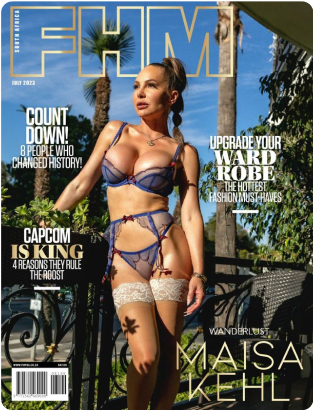 SOUTH AFRICA
FHM
JULY 2023
COUNT
DOWN!
8 PEOPLE WHO
CHANGED HISTORY!
UPGRADE YOUR
WARD
ROBE
THE HOTTEST
FASHION MUST-HAVES
CAPCOM
IS KING
4 REASONS THEY RULE
THE ROOST
WANDERLUST
MAISA
KEHL